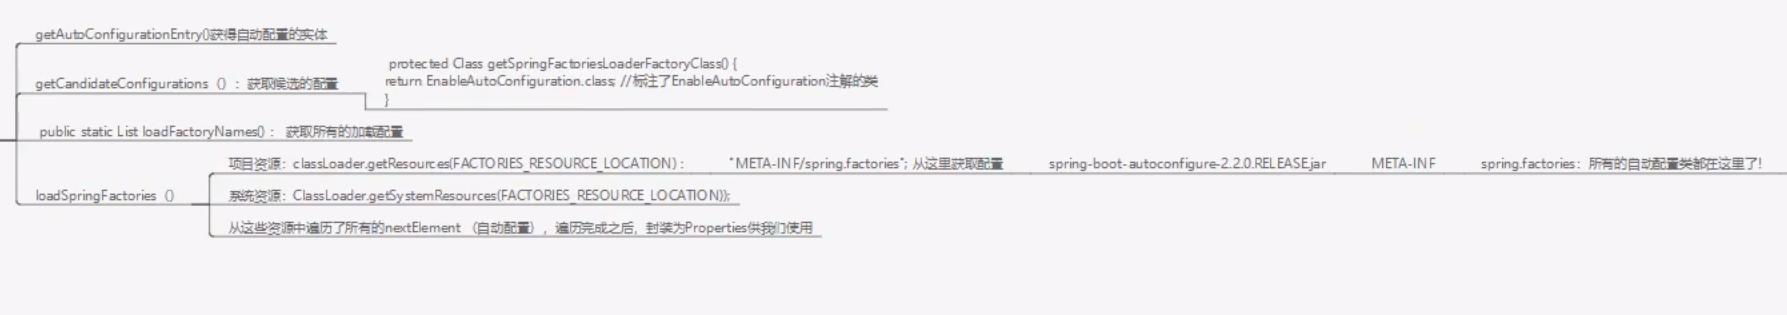 getAutoConfigurationEntry()获得自动配置的实体
getCandidateConfigurations（）：获取候选的配置
protected Class getSpringFactoriesLoaderFactoryClass() {
return EnableAutoConfiguration.class; //标注了EnableAutoConfiguration注解的类
}
public static List loadFactoryNames()： 获取所有的加载配置
loadSpringFactories（）
项目资源：classLoader.getResources(FACTORIES_RESOURCE_LOCATION)： "META-INF/spring.factories"; 从这里获取配置 spring-boot-autoconfigure-2.2.0.RELEASE.jar META-INF spring.factories：所有的自动配置类都在这里了!
系统资源：ClassLoader.getSystemResources(FACTORIES_RESOURCE_LOCATION));
从这些资源中遍历了所有的nextElement （自动配置），遍历完成之后，封装为Properties供我们使用